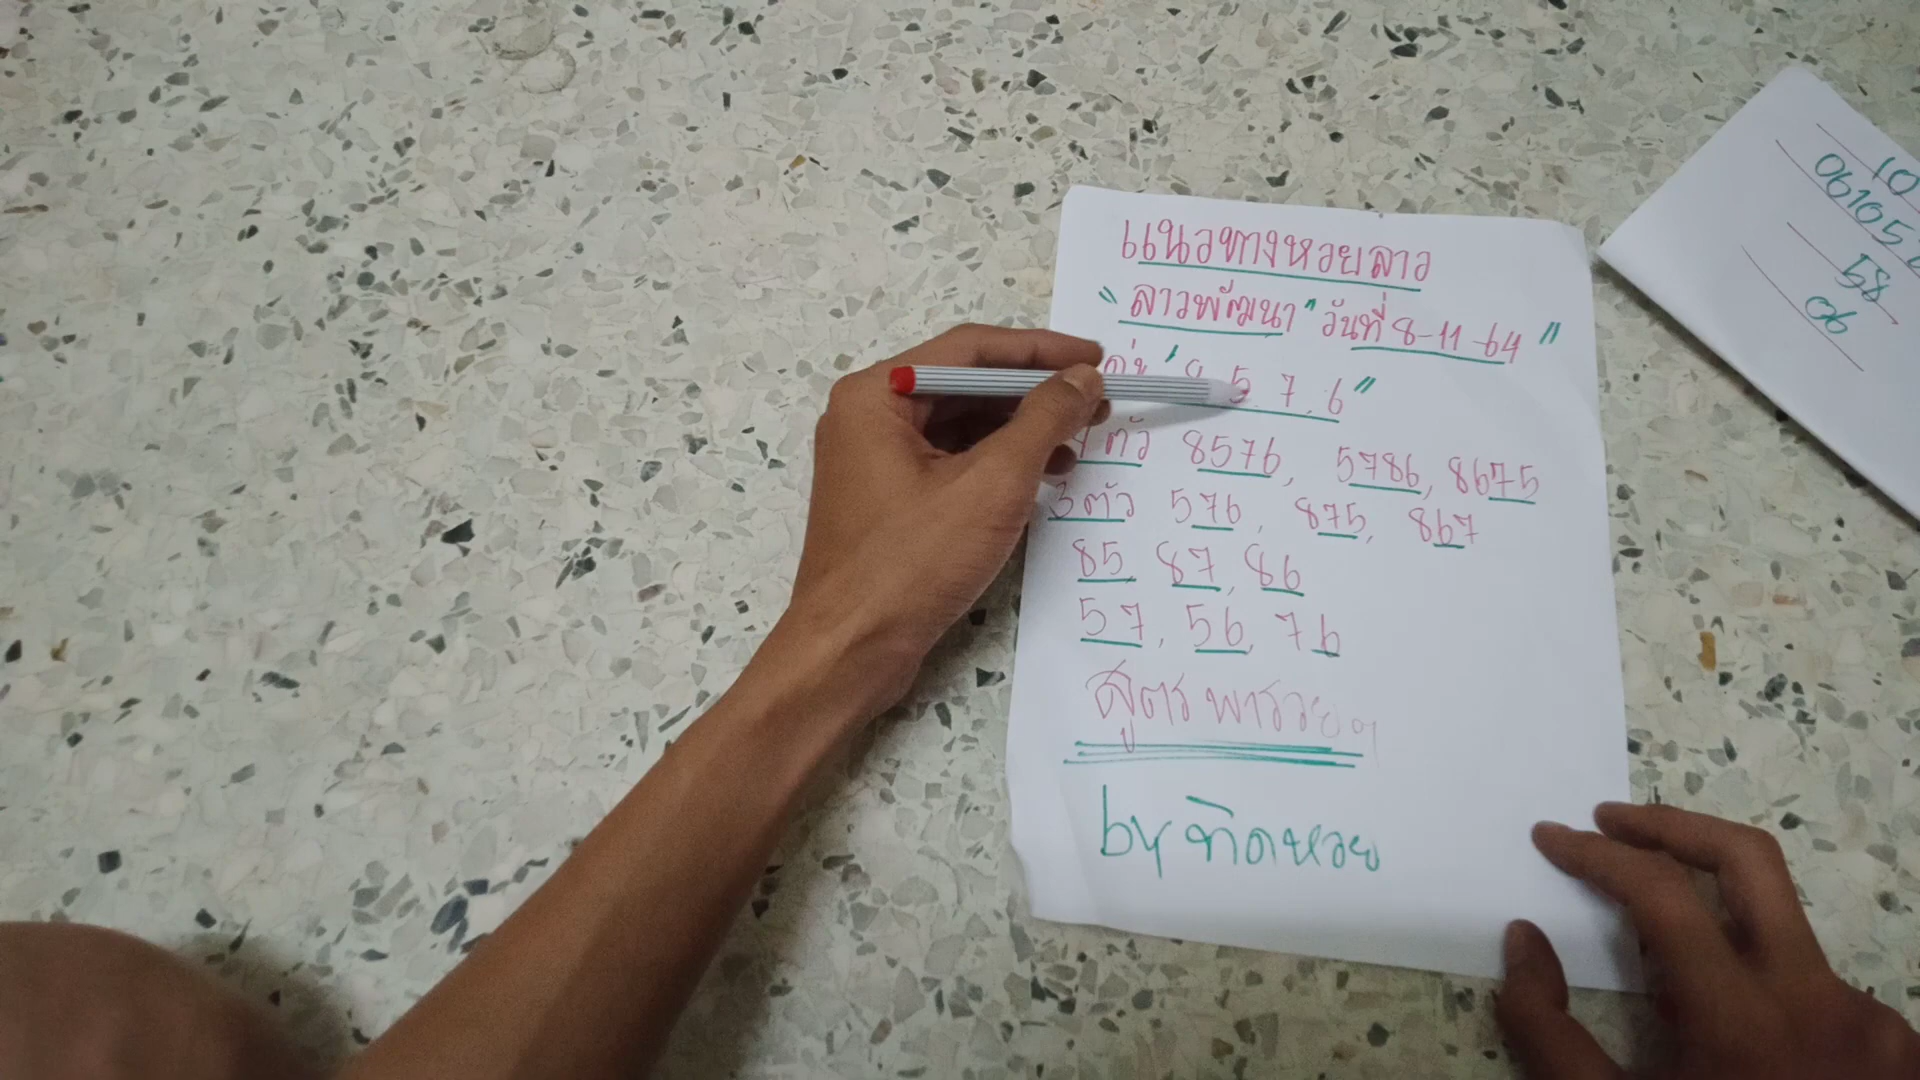 แนวทางหวยลาว
"ลาวพัฒนา" วันที่ 8-11-64"
5 7. 6"
ตัว 8576, 5786, 8675
3ตัว 576, 875, 867
85, 87, 86
57, 56, 76
สูตร พารวยๆ
by ทิดหวย
10
06105
58
06